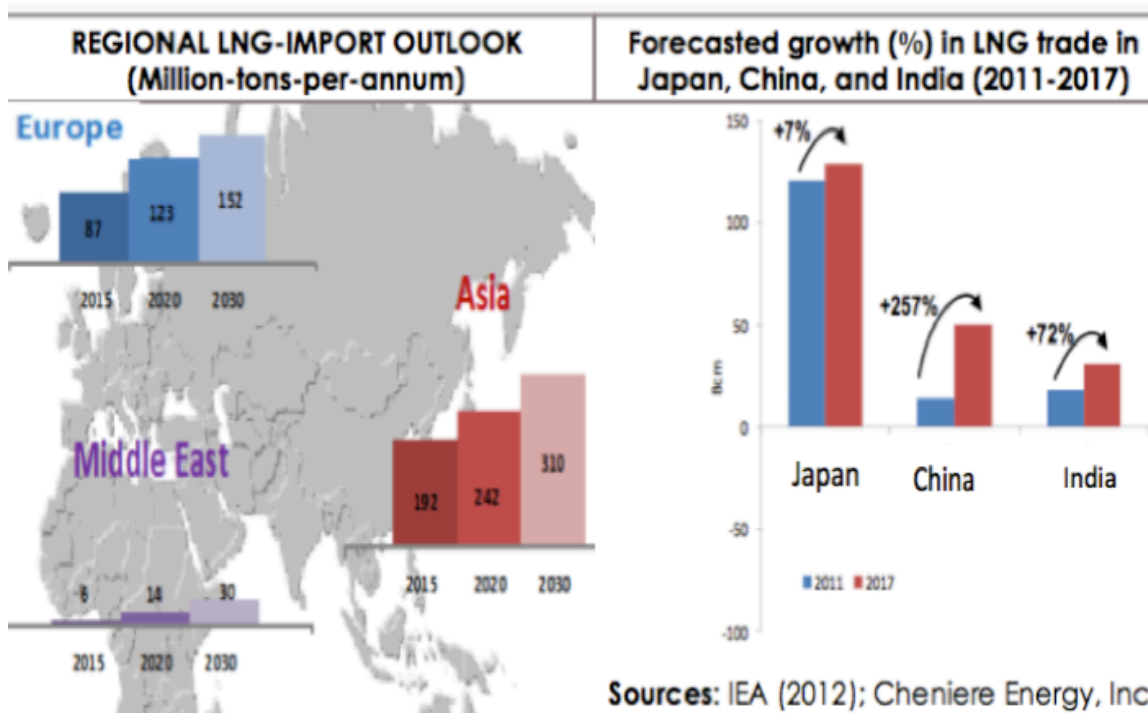 REGIONAL LNG-IMPORT OUTLOOK
(Million-tons-per-annum)
Europe
87
123
152
2015
2020
2030
Asia
192
242
310
2015
2020
2030
Middle East
6
14
30
2015
2020
2030
Forecasted growth (%) in LNG trade in
Japan, China, and India (2011-2017)
150
100
50
0
-50
-100
Bcm
+7%
+257%
+72%
Japan
China
India
2011
2017
Sources: IEA (2012); Cheniere Energy, Inc